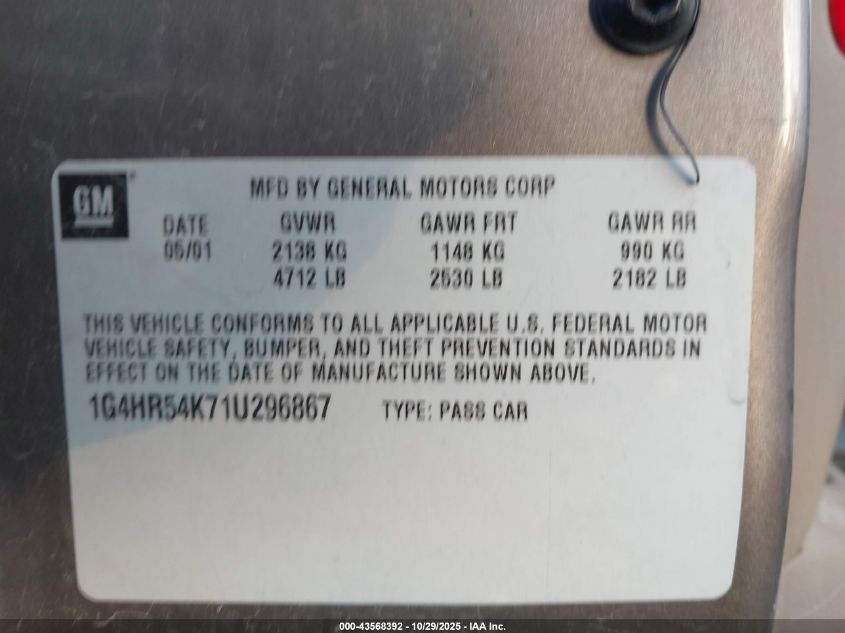 GM
MFD BY GENERAL MOTORS CORP
DATE GVWR GAWR FRT GAWR RR
05/01 2138 KG 1148 KG 990 KG
4712 LB 2530 LB 2182 LB
THIS VEHICLE CONFORMS TO ALL APPLICABLE U.S. FEDERAL MOTOR
VEHICLE SAFETY, BUMPER, AND THEFT PREVENTION STANDARDS IN
EFFECT ON THE DATE OF MANUFACTURE SHOWN ABOVE.
1G4HR54K71U296867 TYPE: PASS CAR
000-43568392 - 10/29/2025 - IAA Inc.